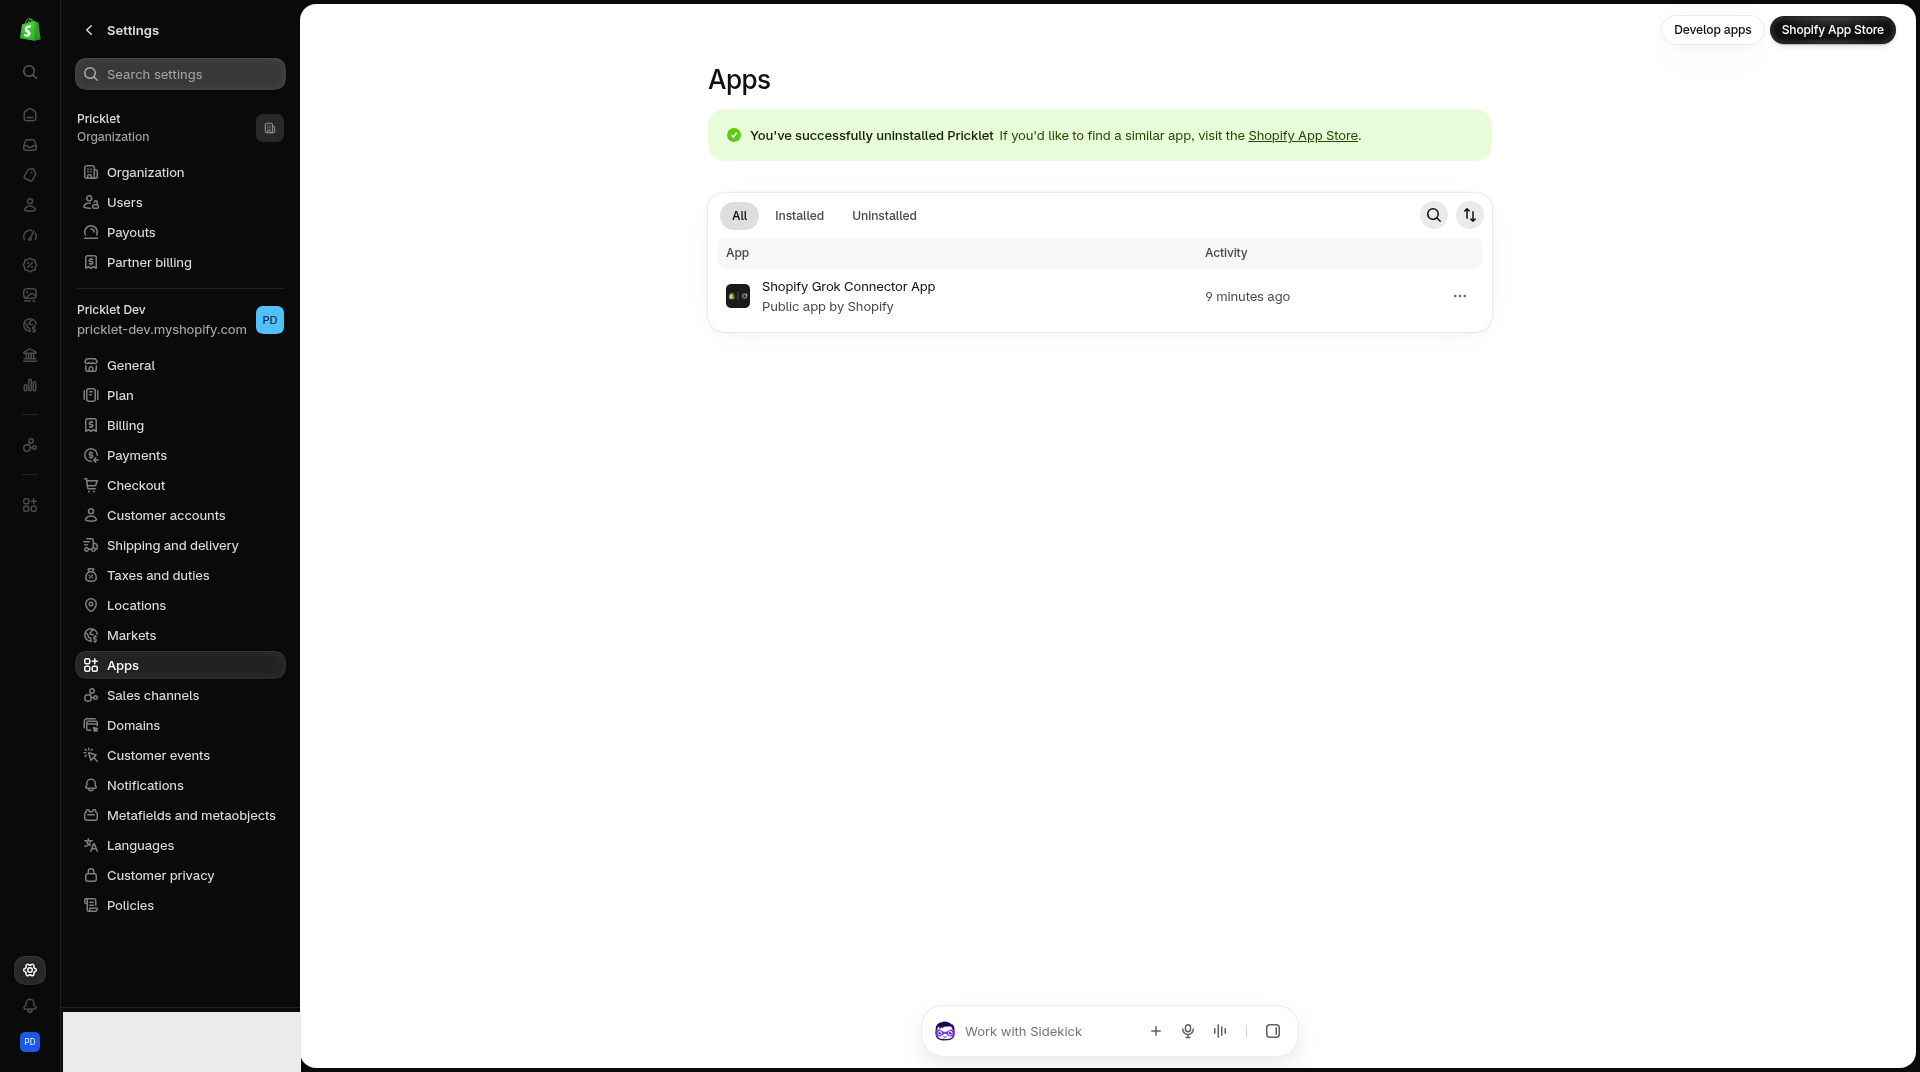 Settings
Search settings
Pricklet
Organization
Organization
Users
Payouts
Partner billing
Pricklet Dev
pricklet-dev.myshopify.com
PD
General
Plan
Billing
Payments
Checkout
Customer accounts
Shipping and delivery
Taxes and duties
Locations
Markets
Apps
Sales channels
Domains
Customer events
Notifications
Metafields and metaobjects
Languages
Customer privacy
Policies
PD
Develop apps
Shopify App Store
Apps
You've successfully uninstalled Pricklet If you'd like to find a similar app, visit the Shopify App Store.
All Installed Uninstalled
App Activity
Shopify Grok Connector App
Public app by Shopify
9 minutes ago
Work with Sidekick